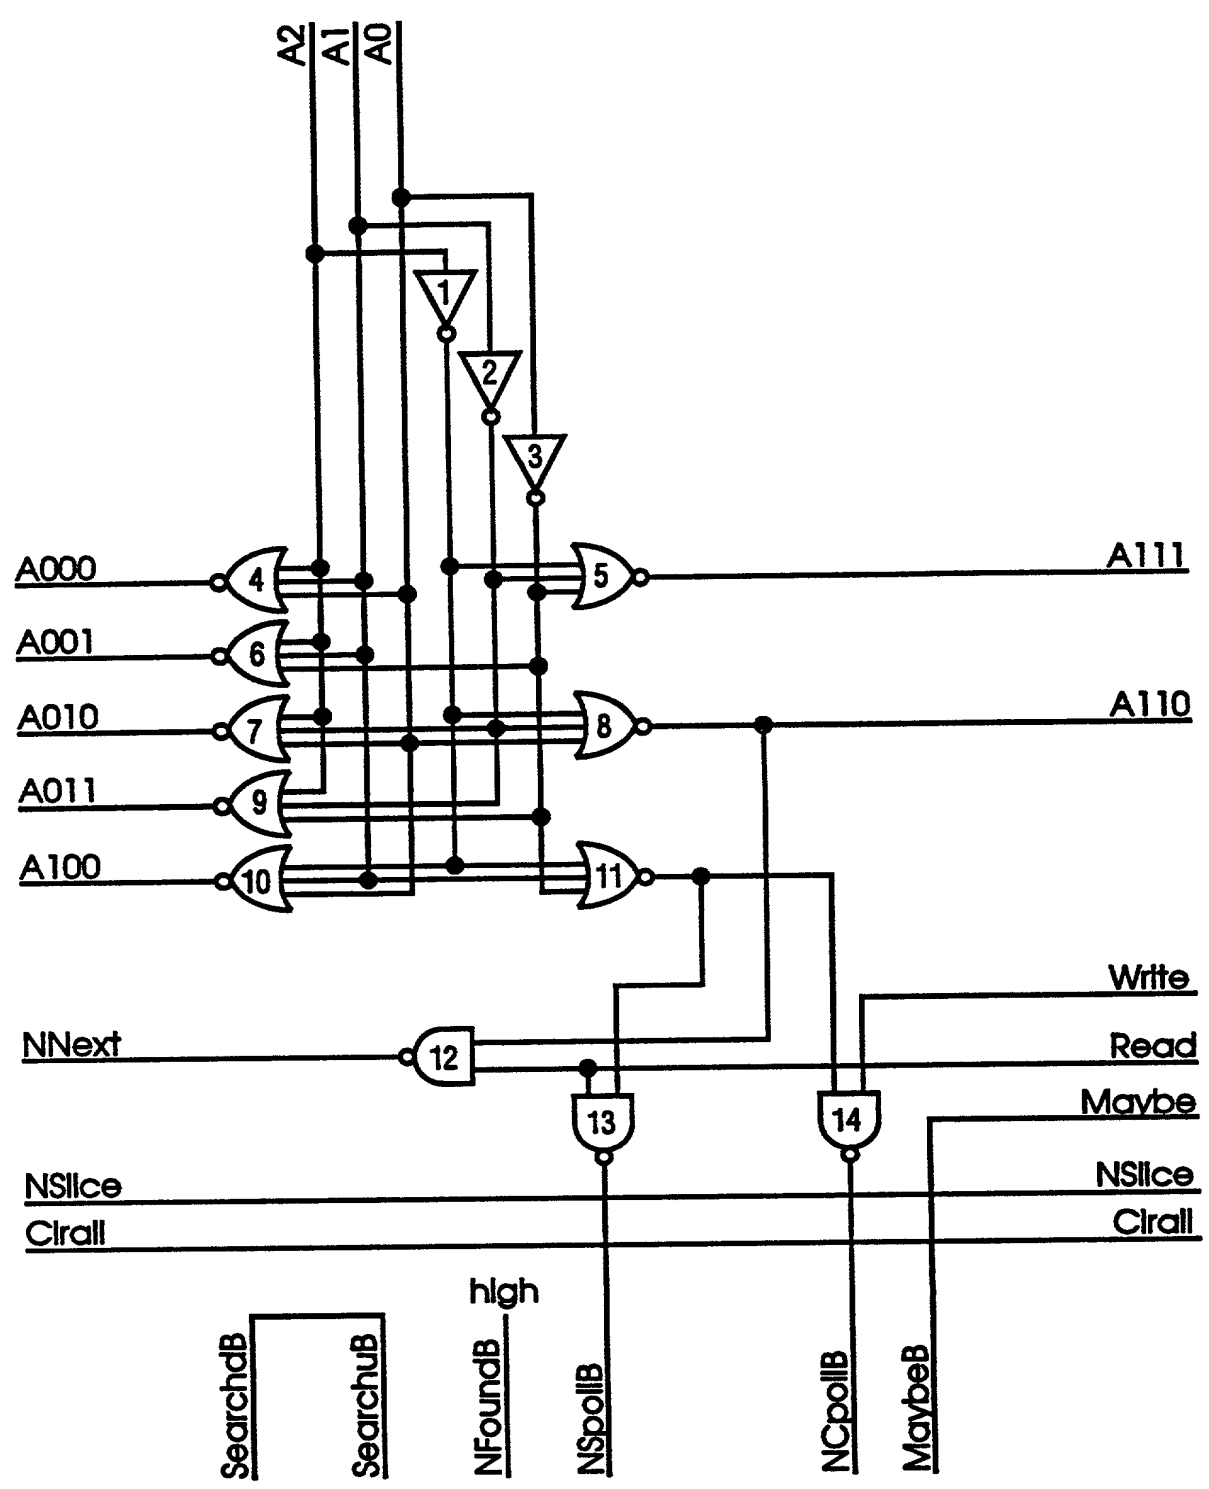 A2 A1 A0
1
2
3
A000 4 5 A111
A001 6
A010 7 8 A110
A011 9
A100 10 11
Write
NNext 12 Read
Maybe
13 14
NSlice NSlice
Clrall Clrall
high
SearchdB SearchuB NFoundB NSpollB NCpollB MaybeB